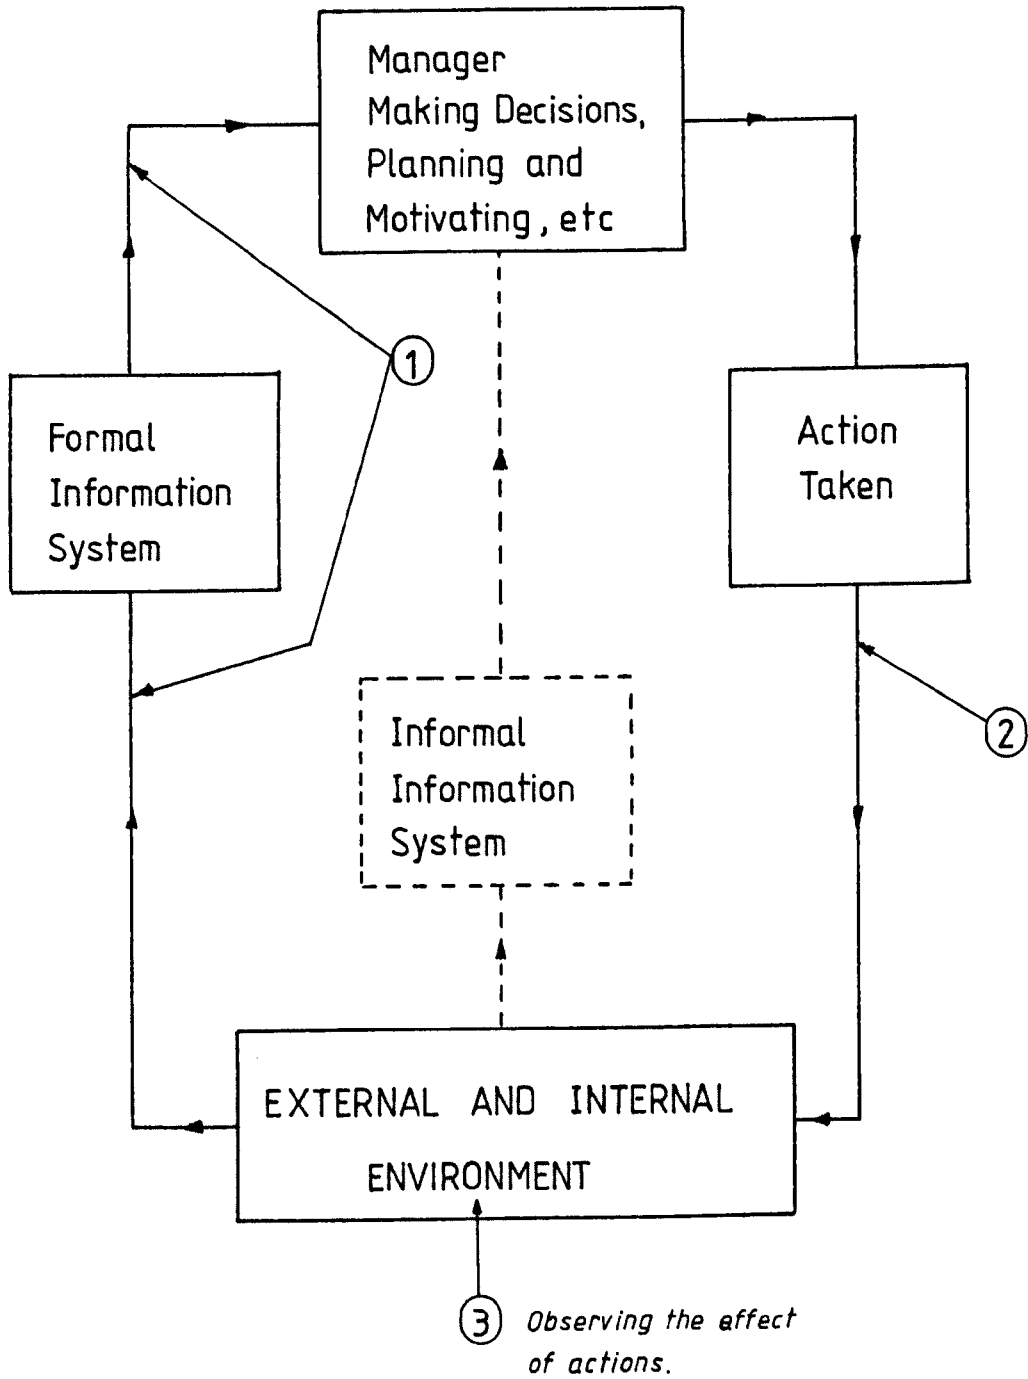 Manager
Making Decisions,
Planning and
Motivating, etc
1
Formal
Information
System
Action
Taken
2
Informal
Information
System
EXTERNAL AND INTERNAL
ENVIRONMENT
3 Observing the effect
of actions.